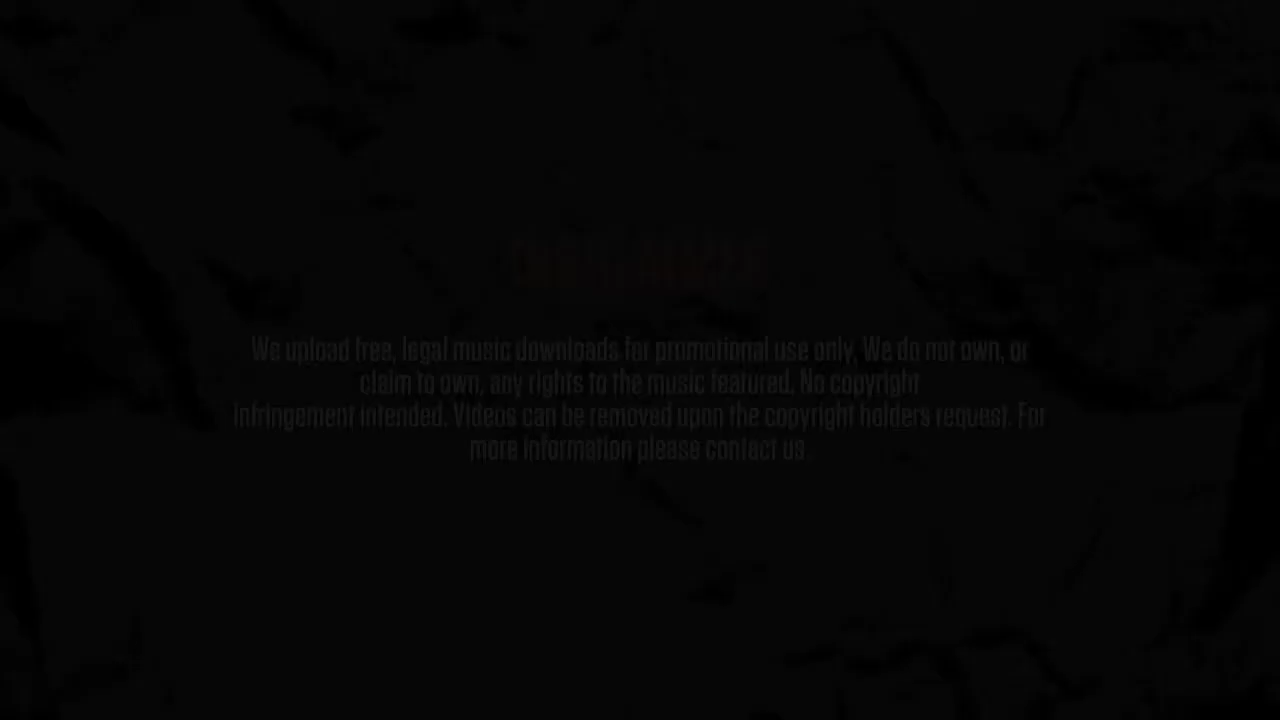 We upload free, legal music downloads for promotional use only, We do not own, or
claim to own, any rights to the music featured. No copyright
infringement intended. Videos can be removed upon the copyright holders request. For
more information please contact us